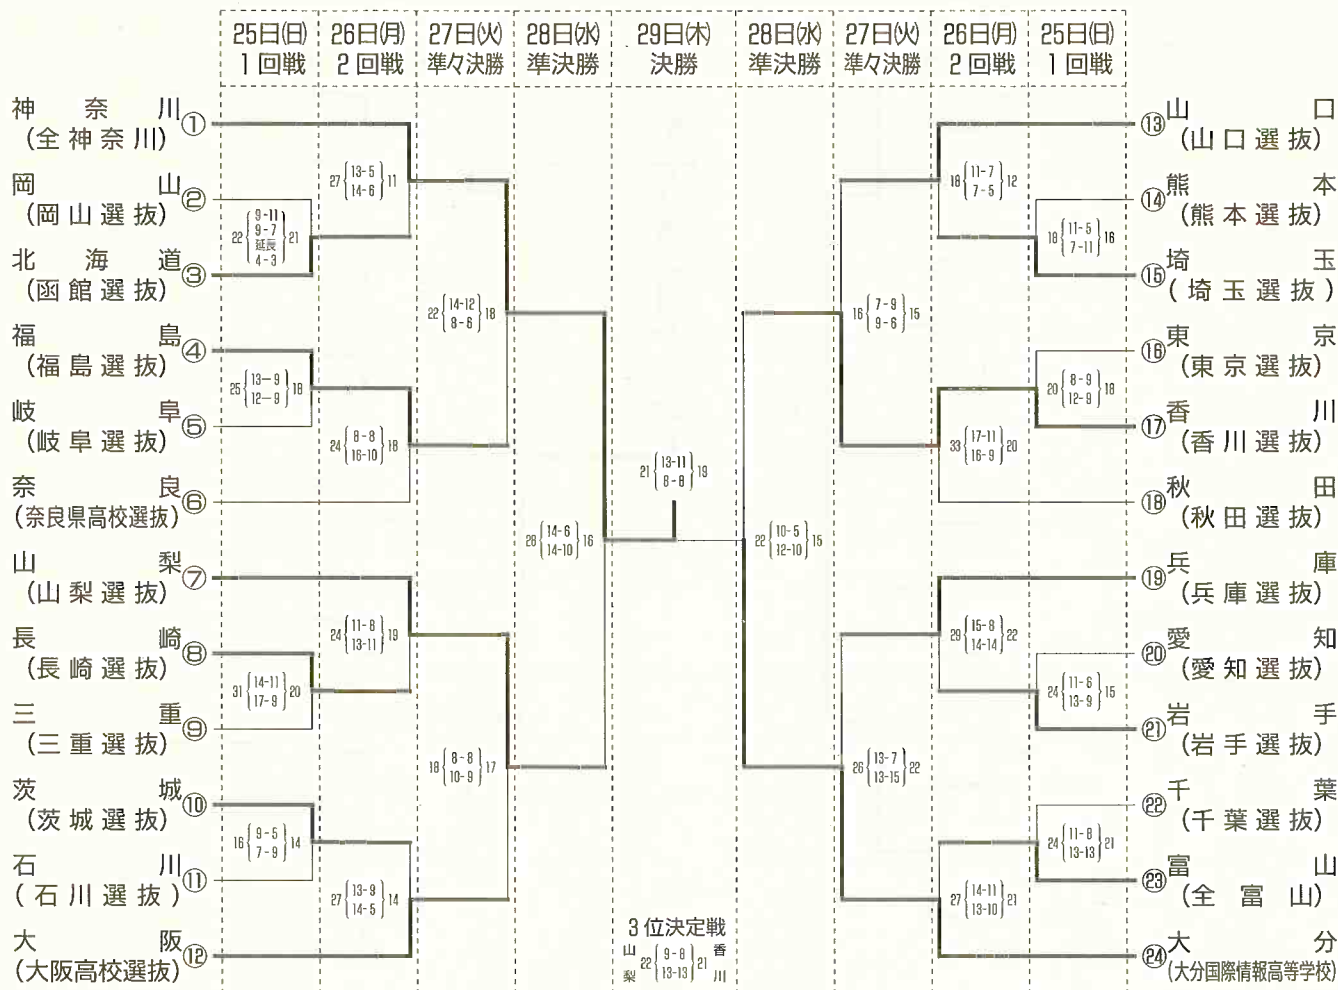 25日(日) 26日(月) 27日(火) 28日(水) 29日(木) 28日(水) 27日(火) 26日(月) 25日(日)
1回戦 2回戦 準々決勝 準決勝 決勝 準決勝 準々決勝 2回戦 1回戦
神奈川 ①
(全神奈川)
岡山 ②
(岡山選抜)
北海道 ③
(函館選抜)
福島 ④
(福島選抜)
岐阜 ⑤
(岐阜選抜)
奈良 ⑥
(奈良県高校選抜)
山梨 ⑦
(山梨選抜)
長崎 ⑧
(長崎選抜)
三重 ⑨
(三重選抜)
茨城 ⑩
(茨城選抜)
石川 ⑪
(石川選抜)
大阪 ⑫
(大阪高校選抜)
22 { 9-11
9-7
延長
4-3 } 21
25 { 13-9
12-9 } 18
31 { 14-11
17-9 } 20
16 { 9-5
7-9 } 14
27 { 13-5
14-6 } 11
24 { 8-8
16-10 } 18
24 { 11-8
13-11 } 19
27 { 13-9
14-5 } 14
22 { 14-12
8-6 } 18
18 { 8-8
10-9 } 17
28 { 14-6
14-10 } 16
21 { 13-11
8-8 } 19
3位決定戦
山梨 22 { 9-8
13-13 } 21 香川
22 { 10-5
12-10 } 15
16 { 7-9
9-6 } 15
26 { 13-7
13-15 } 22
18 { 11-7
7-5 } 12
33 { 17-11
16-9 } 20
29 { 15-8
14-14 } 22
27 { 14-11
13-10 } 21
18 { 11-5
7-11 } 16
20 { 8-9
12-9 } 18
24 { 11-6
13-9 } 15
24 { 11-8
13-13 } 21
⑬ 山口
(山口選抜)
⑭ 熊本
(熊本選抜)
⑮ 埼玉
(埼玉選抜)
⑯ 東京
(東京選抜)
⑰ 香川
(香川選抜)
⑱ 秋田
(秋田選抜)
⑲ 兵庫
(兵庫選抜)
⑳ 愛知
(愛知選抜)
㉑ 岩手
(岩手選抜)
㉒ 千葉
(千葉選抜)
㉓ 富山
(全富山)
㉔ 大分
(大分国際情報高等学校)